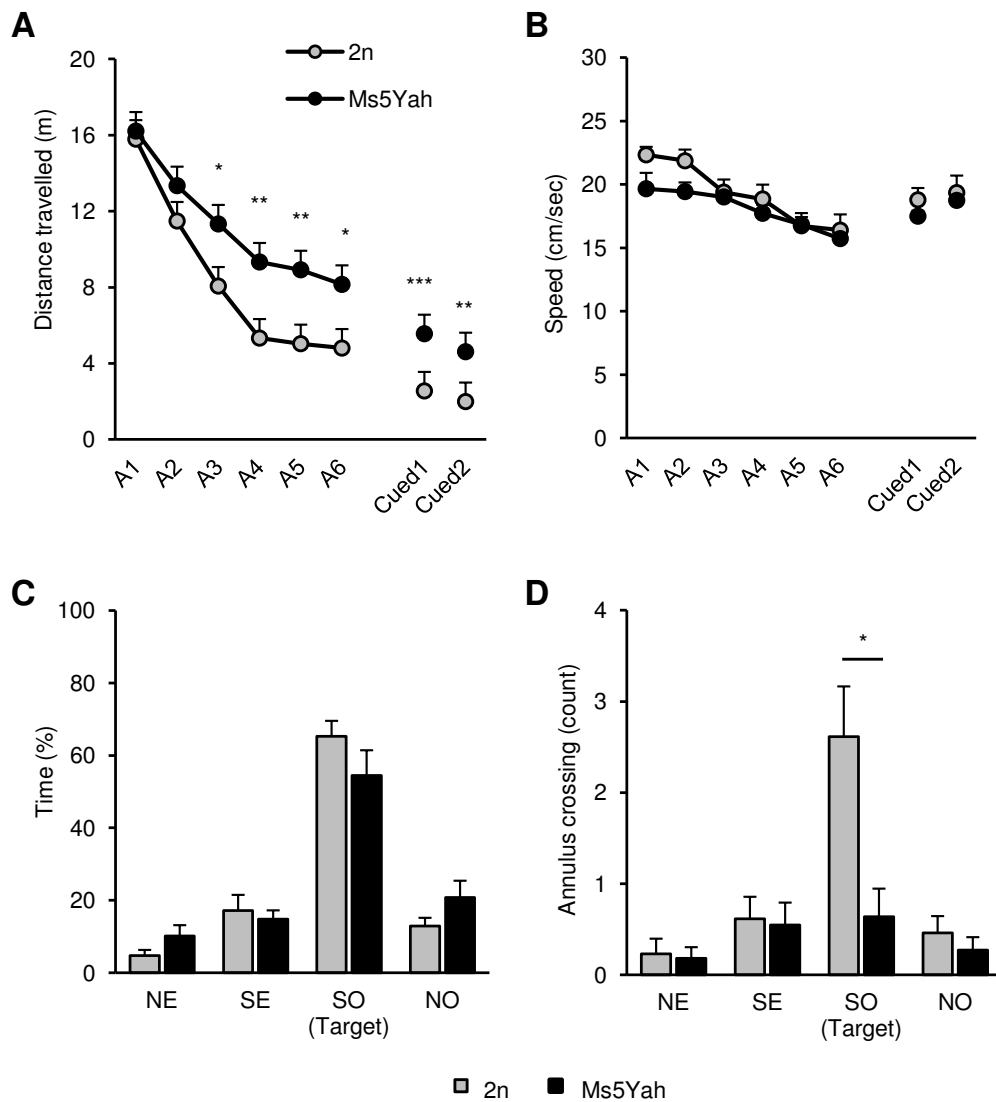 A
2n
Ms5Yah
Distance travelled (m)
20
16
12
8
4
0
*
**
**
*
***
**
A1
A2
A3
A4
A5
A6
Cued1
Cued2
B
Speed (cm/sec)
30
25
20
15
10
5
0
A1
A2
A3
A4
A5
A6
Cued1
Cued2
C
Time (%)
100
80
60
40
20
0
NE
SE
SO
NO
(Target)
D
Annulus crossing (count)
4
3
2
1
0
*
NE
SE
SO
NO
(Target)
2n
Ms5Yah